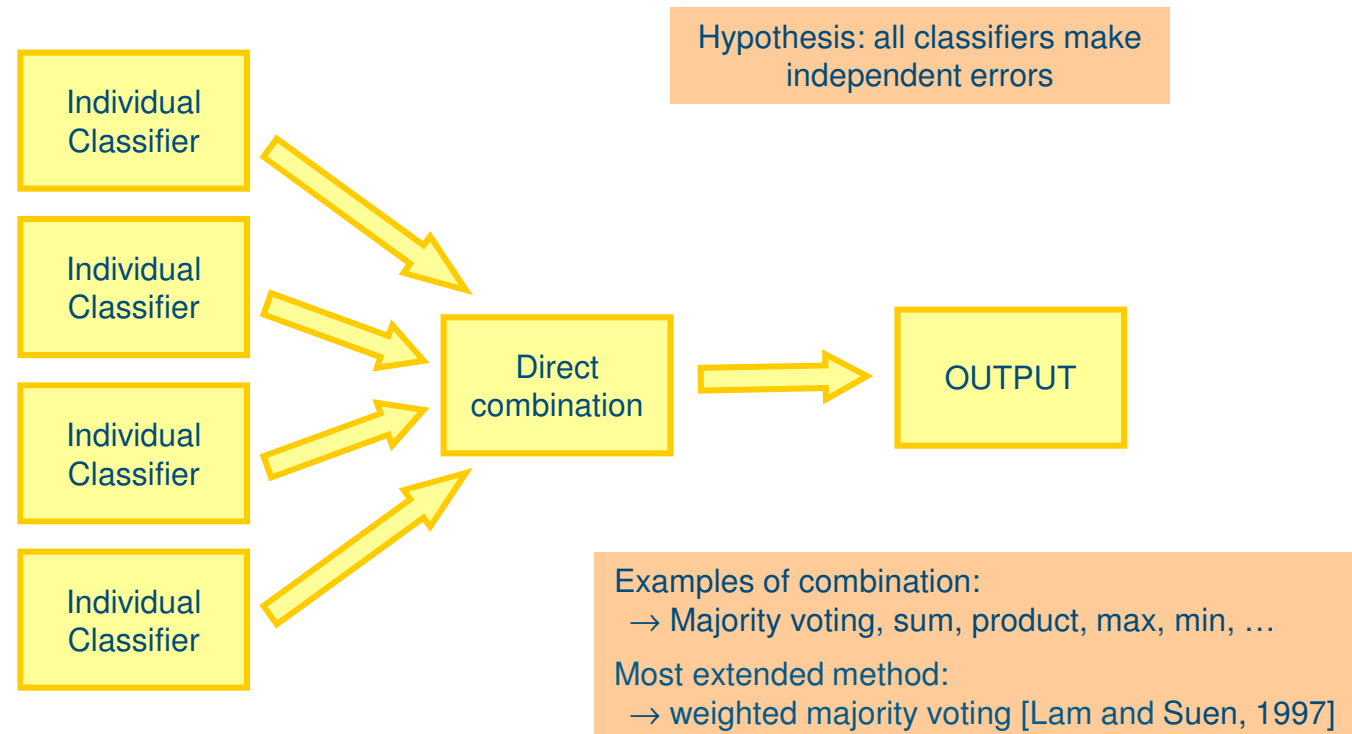 Hypothesis: all classifiers make
independent errors
Individual
Classifier
Individual
Classifier
Individual
Classifier
Individual
Classifier
Direct
combination
OUTPUT
Examples of combination:
→ Majority voting, sum, product, max, min, …
Most extended method:
→ weighted majority voting [Lam and Suen, 1997]